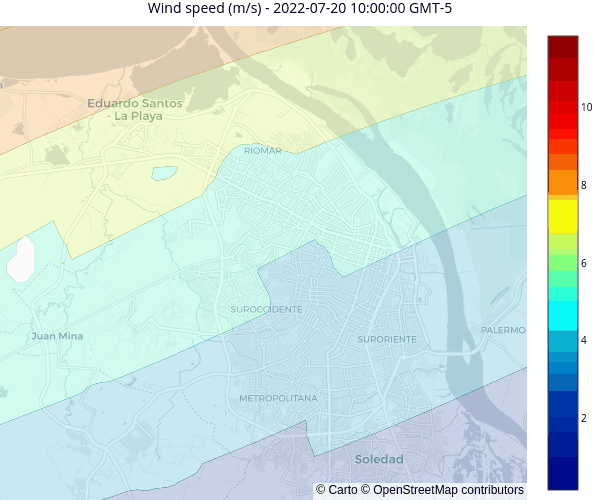 Wind speed (m/s) - 2022-07-20 10:00:00 GMT-5
Eduardo Santos
- La Playa
RIOMAR
SUROCCIDENTE
Juan Mina
SURORIENTE
PALERMO
METROPOLITANA
Soledad
© Carto © OpenStreetMap contributors
10
8
6
4
2